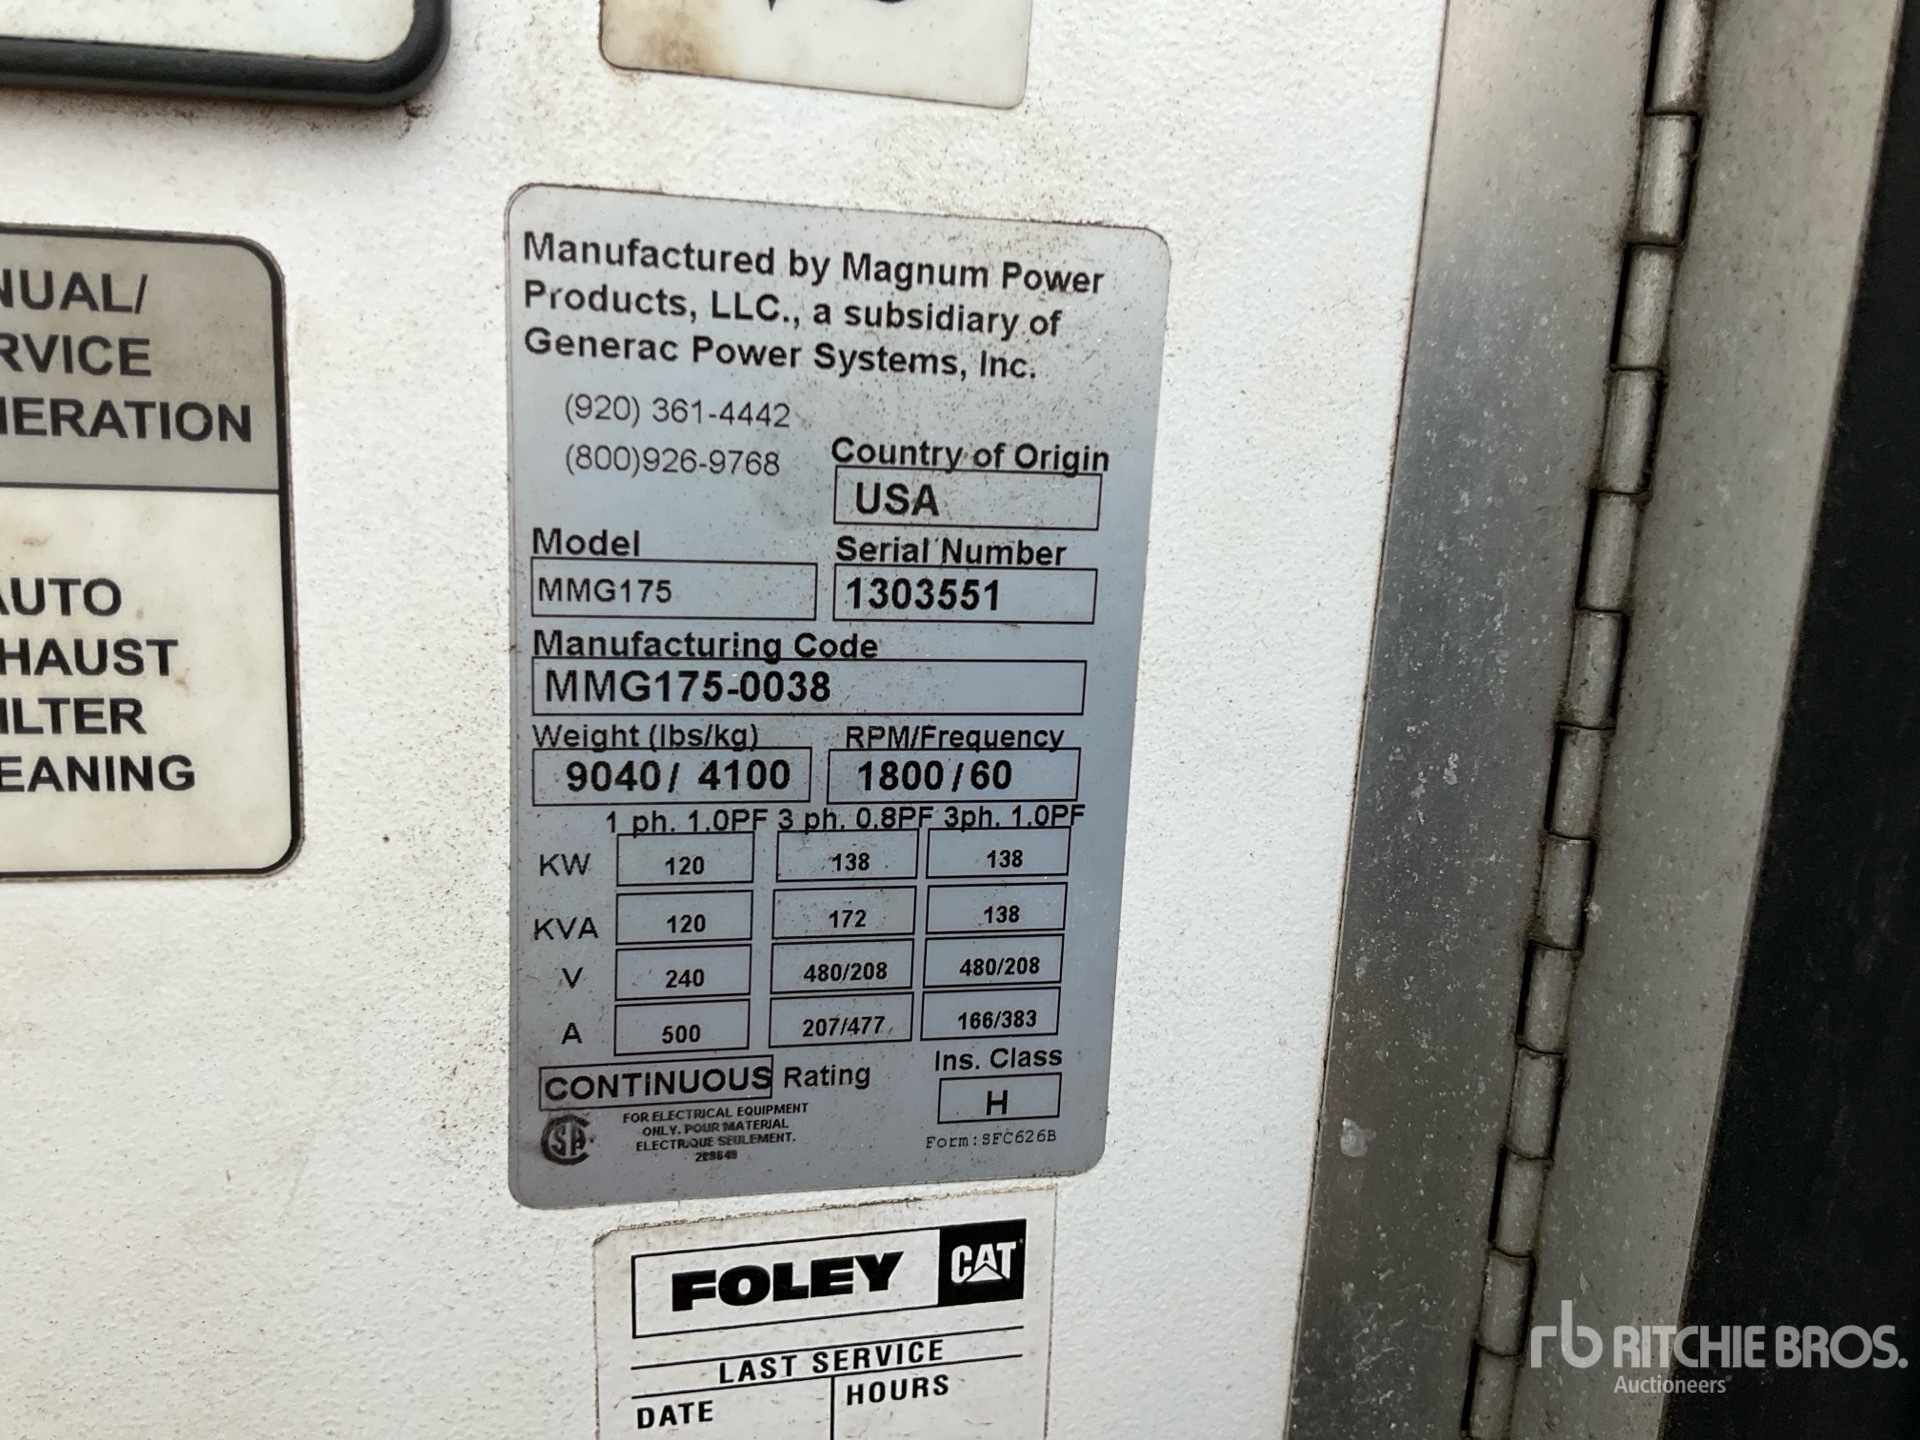 NUAL/
RVICE
NERATION
AUTO
HAUST
ILTER
EANING
Manufactured by Magnum Power
Products, LLC., a subsidiary of
Generac Power Systems, Inc.
(920) 361-4442
(800)926-9768
Country of Origin
USA
Model
Serial Number
MMG175
1303551
Manufacturing Code
MMG175-0038
Weight (lbs/kg) RPM/Frequency
9040/ 4100 1800/60
1 ph. 1.0PF 3 ph. 0.8PF 3ph. 1.0PF
KW 120 138 138
KVA 120 172 138
V 240 480/208 480/208
A 500 207/477 166/383
CONTINUOUS Rating
Ins. Class
H
FOR ELECTRICAL EQUIPMENT
ONLY. POUR MATERIAL
ELECTRIQUE SEULEMENT.
Form:SFC626B
FOLEY CAT
LAST SERVICE
DATE HOURS
rb RITCHIE BROS.
Auctioneers